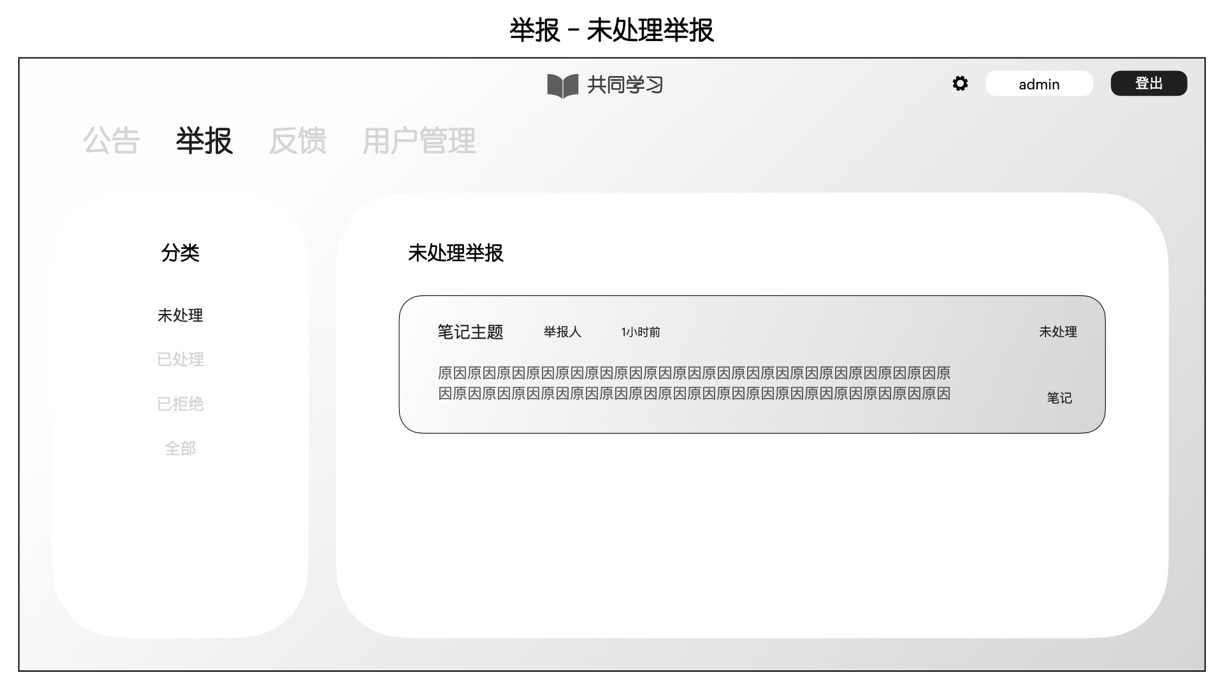 举报 - 未处理举报
共同学习
admin
登出
公告 举报 反馈 用户管理
分类
未处理
已处理
已拒绝
全部
未处理举报
笔记主题 举报人 1小时前 未处理
原因原因原因原因原因原因原因原因原因原因原因原因原因原因原因原因原因原
因原因原因原因原因原因原因原因原因原因原因原因原因原因原因原因原因原因
笔记